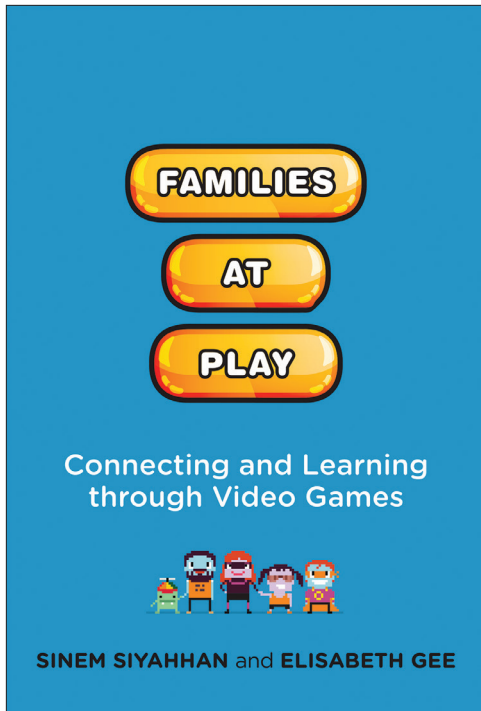 FAMILIES
AT
PLAY
Connecting and Learning
through Video Games
SINEM SIYAHHAN and ELISABETH GEE